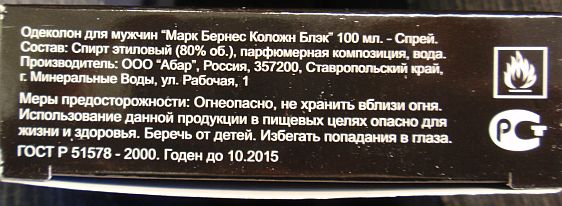 Одеколон для мужчин "Марк Бернес Коложн Блэк" 100 мл. - Спрей.
Состав: Спирт этиловый (80% об.), парфюмерная композиция, вода.
Производитель: ООО "Абар", Россия, 357200, Ставропольский край,
г. Минеральные Воды, ул. Рабочая, 1
Меры предосторожности: Огнеопасно, не хранить вблизи огня.
Использование данной продукции в пищевых целях опасно для
жизни и здоровья. Беречь от детей. Избегать попадания в глаза.
ГОСТ Р 51578 - 2000. Годен до 10.2015
РСТ